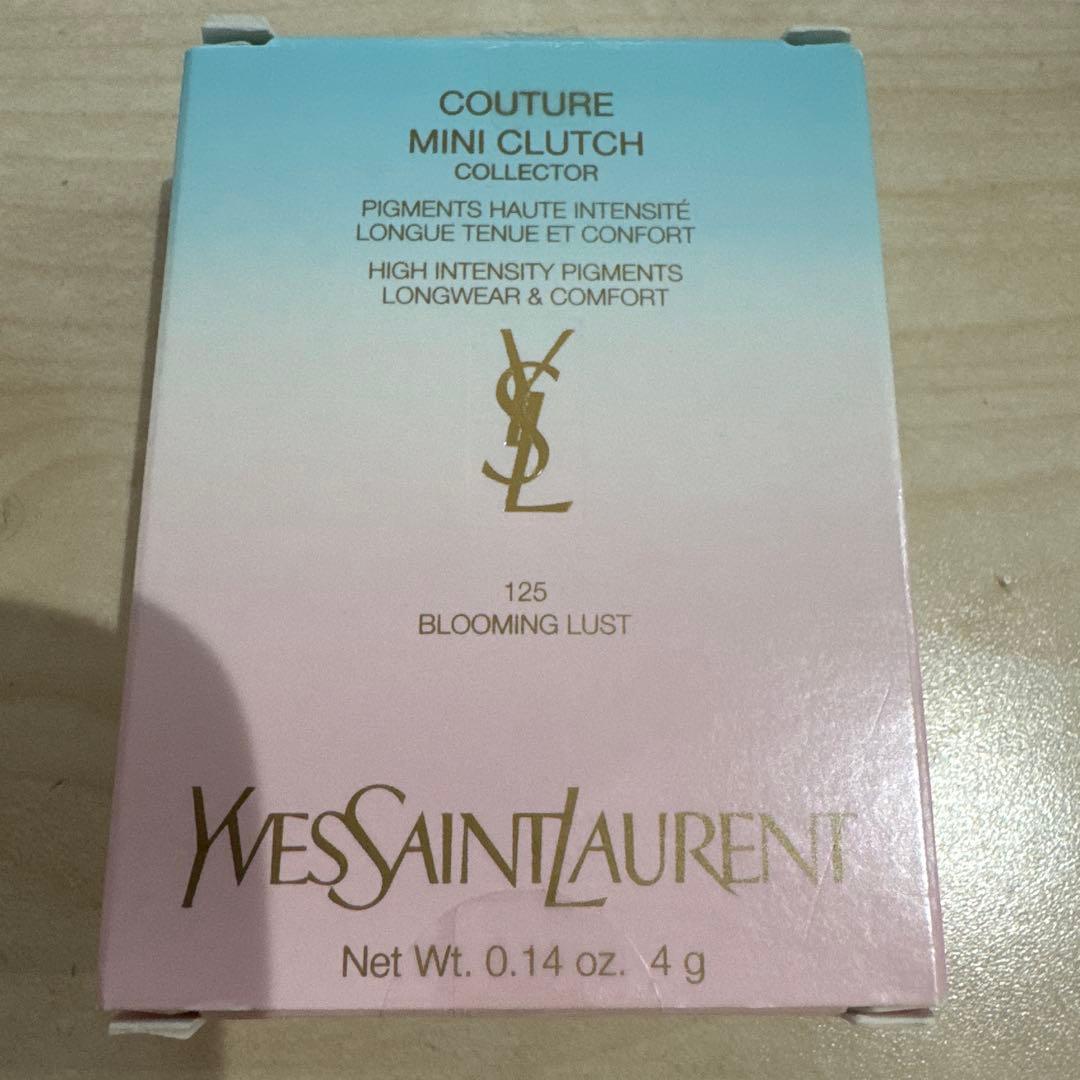 COUTURE
MINI CLUTCH
COLLECTOR
PIGMENTS HAUTE INTENSITÉ
LONGUE TENUE ET CONFORT
HIGH INTENSITY PIGMENTS
LONGWEAR & COMFORT
YSL
125
BLOOMING LUST
YVESSAINTLAURENT
Net Wt. 0.14 oz. 4 g